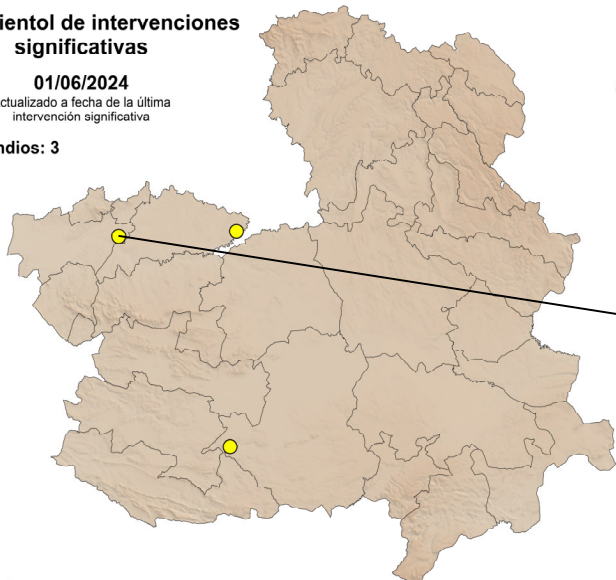 ientol de intervenciones
significativas
01/06/2024
ctualizado a fecha de la última
intervención significativa
ndios: 3